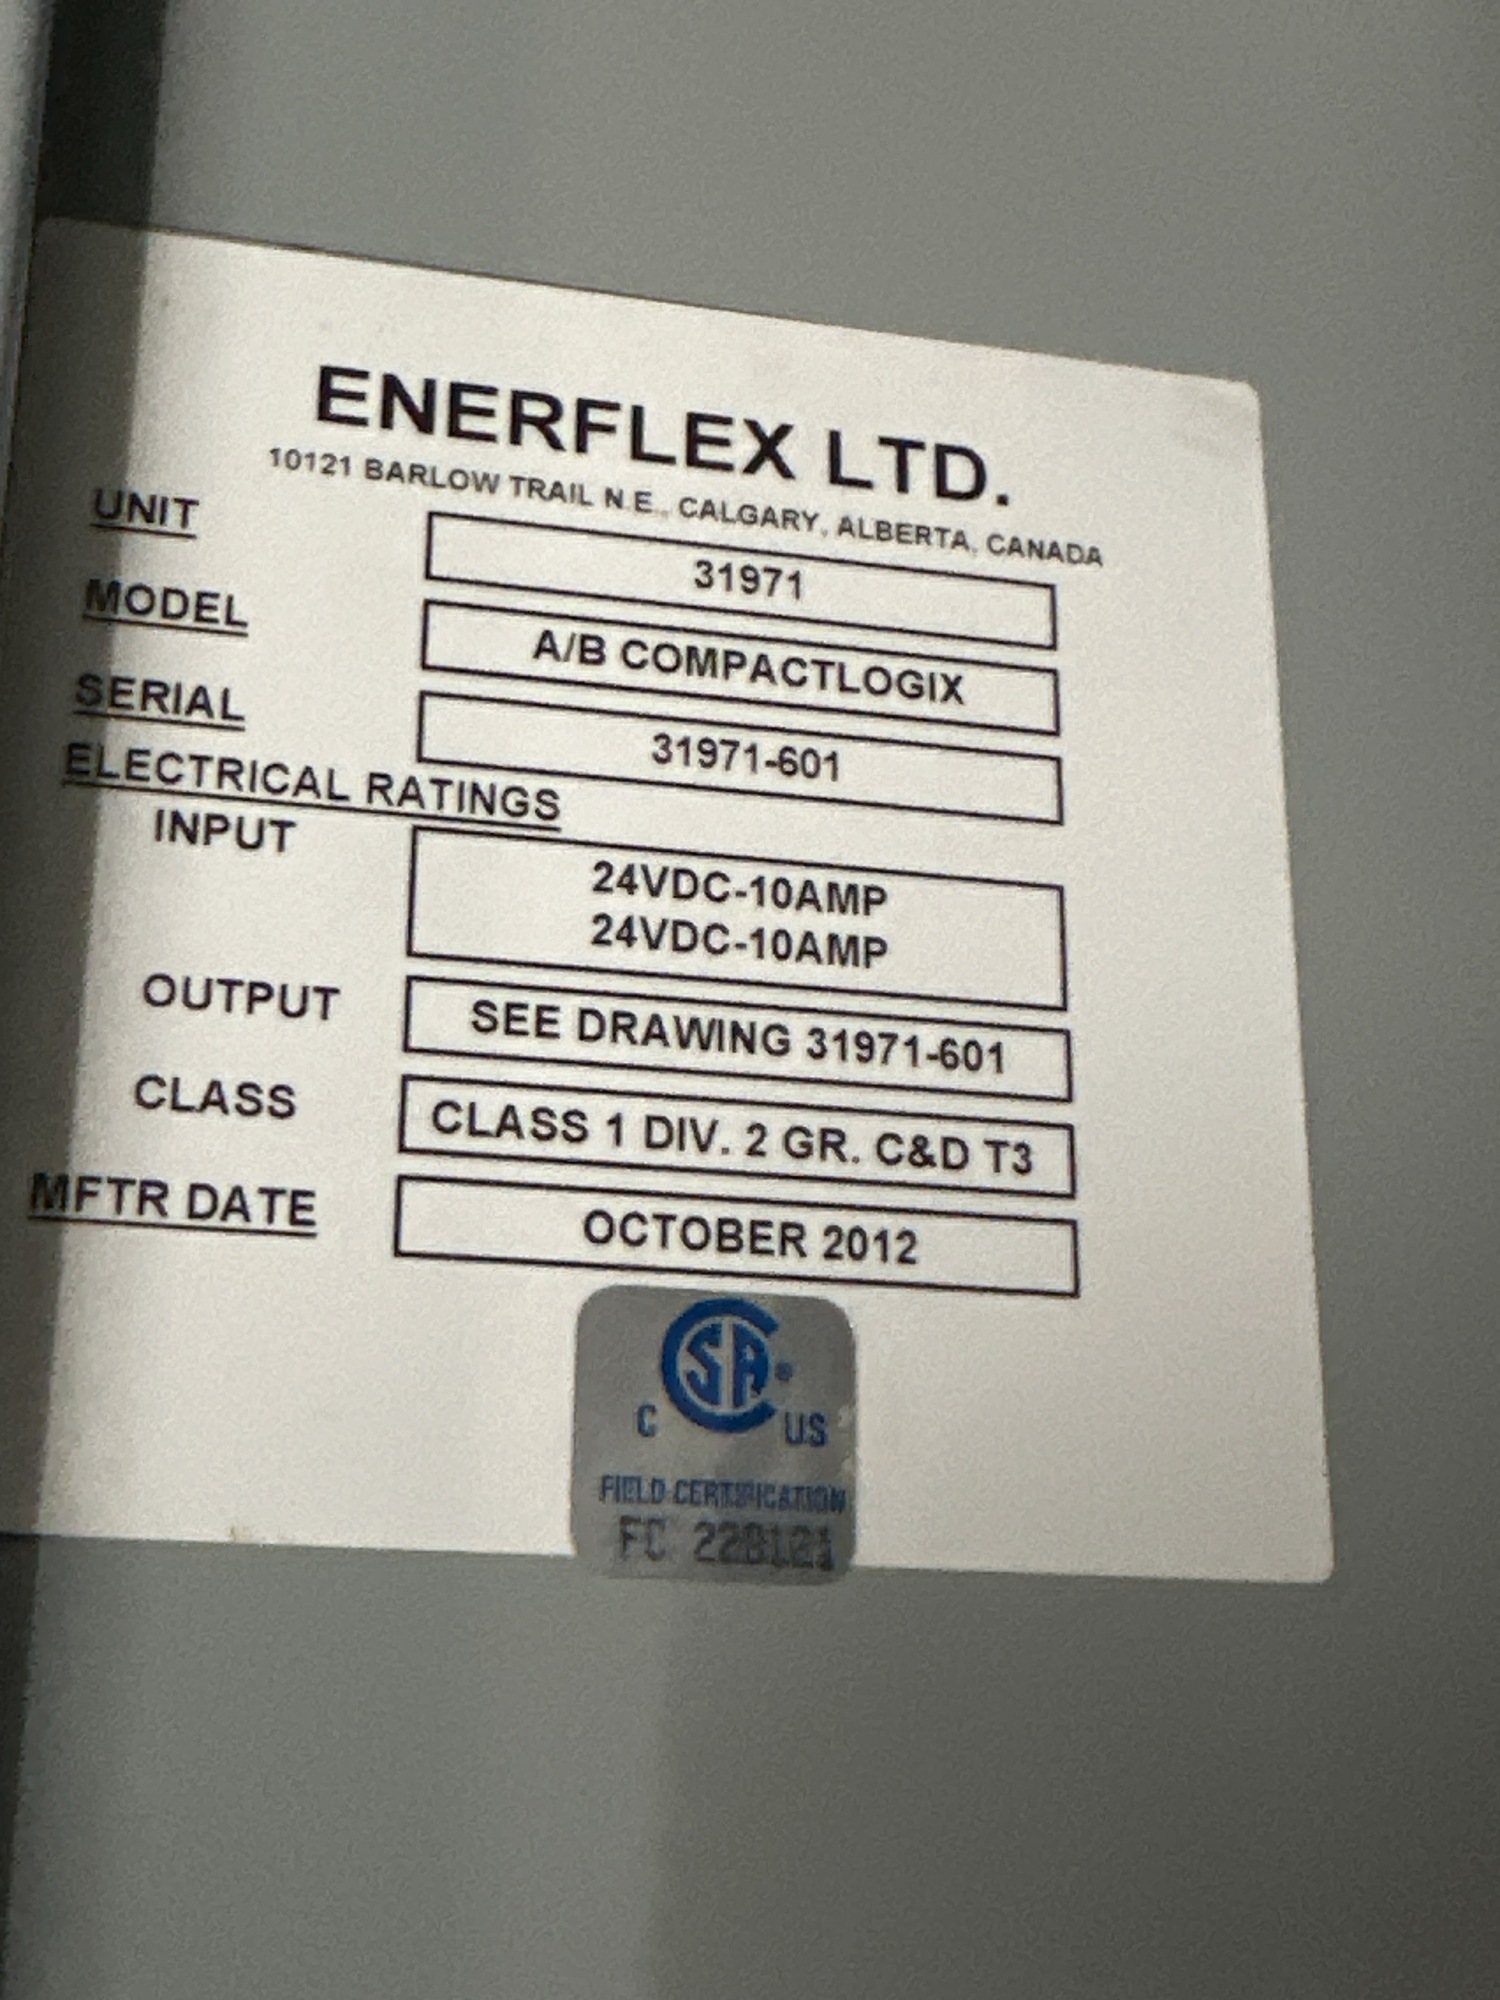 ENERFLEX LTD.
10121 BARLOW TRAIL N.E., CALGARY, ALBERTA, CANADA
UNIT 31971
MODEL A/B COMPACTLOGIX
SERIAL 31971-601
ELECTRICAL RATINGS
INPUT 24VDC-10AMP
24VDC-10AMP
OUTPUT SEE DRAWING 31971-601
CLASS CLASS 1 DIV. 2 GR. C&D T3
MFTR DATE OCTOBER 2012
CSA®
C US
FIELD CERTIFICATION
FC